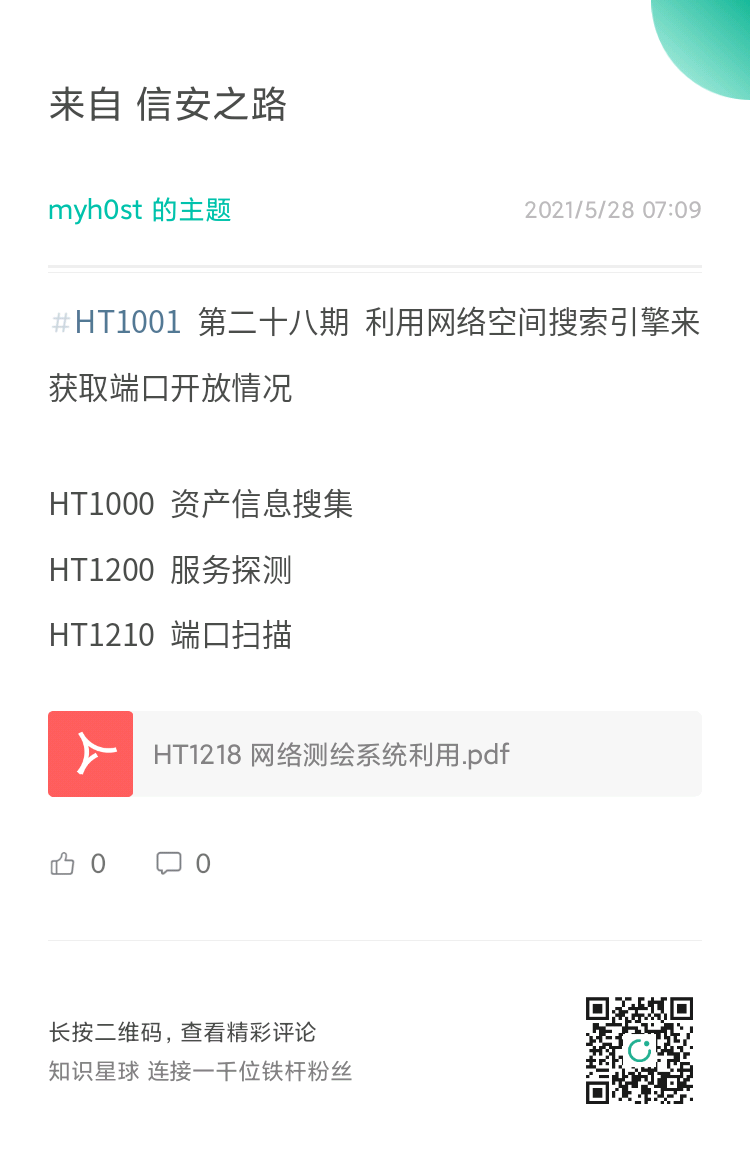 来自 信安之路
myh0st 的主题
2021/5/28 07:09
#HT1001 第二十八期 利用网络空间搜索引擎来
获取端口开放情况
HT1000 资产信息搜集
HT1200 服务探测
HT1210 端口扫描
HT1218 网络测绘系统利用.pdf
0 0
长按二维码, 查看精彩评论
知识星球 连接一千位铁杆粉丝